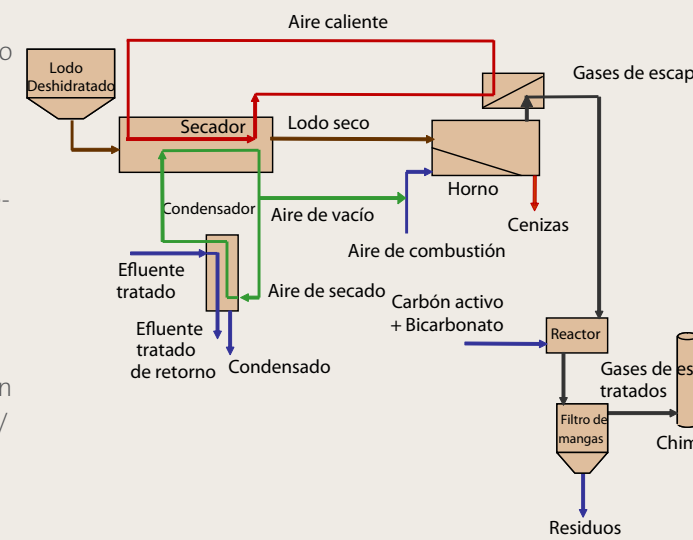 Aire caliente
o
Lodo
Deshidratado
Gases de escap
Secador
Lodo seco
Horno
Condensador
Aire de vacío
Cenizas
-
Aire de combustión
Efluente
tratado
Aire de secado
Carbón activo
+ Bicarbonato
Efluente
tratado
de retorno
Condensado
Reactor
Gases de es
tratados
n
/
Filtro de
mangas
Chim
Residuos